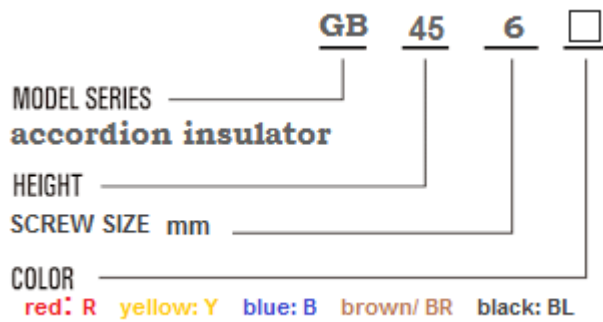 GB 45 6 □
MODEL SERIES
accordion insulator
HEIGHT
SCREW SIZE mm
COLOR
red: R yellow: Y blue: B brown/ BR black: BL